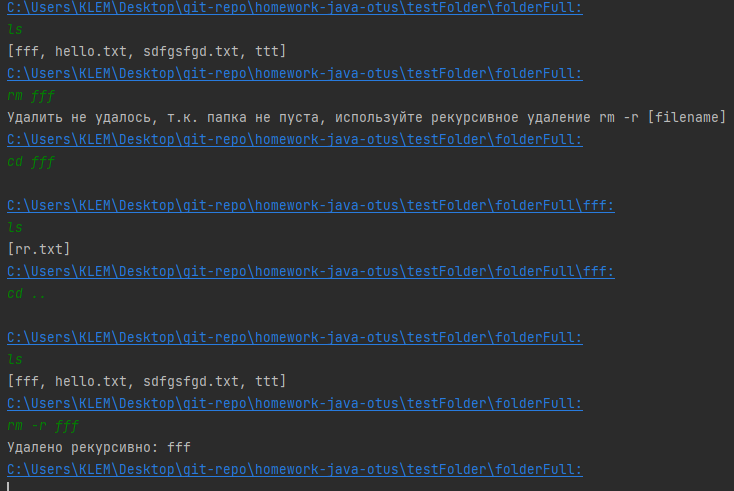 C:\Users\KLEM\Desktop\git-repo\homework-java-otus\testFolder\folderFull:
ls
[fff, hello.txt, sdfgsfgd.txt, ttt]
C:\Users\KLEM\Desktop\git-repo\homework-java-otus\testFolder\folderFull:
rm fff
Удалить не удалось, т.к. папка не пуста, используйте рекурсивное удаление rm -r [filename]
C:\Users\KLEM\Desktop\git-repo\homework-java-otus\testFolder\folderFull:
cd fff
C:\Users\KLEM\Desktop\git-repo\homework-java-otus\testFolder\folderFull\fff:
ls
[rr.txt]
C:\Users\KLEM\Desktop\git-repo\homework-java-otus\testFolder\folderFull\fff:
cd ..
C:\Users\KLEM\Desktop\git-repo\homework-java-otus\testFolder\folderFull:
ls
[fff, hello.txt, sdfgsfgd.txt, ttt]
C:\Users\KLEM\Desktop\git-repo\homework-java-otus\testFolder\folderFull:
rm -r fff
Удалено рекурсивно: fff
C:\Users\KLEM\Desktop\git-repo\homework-java-otus\testFolder\folderFull: